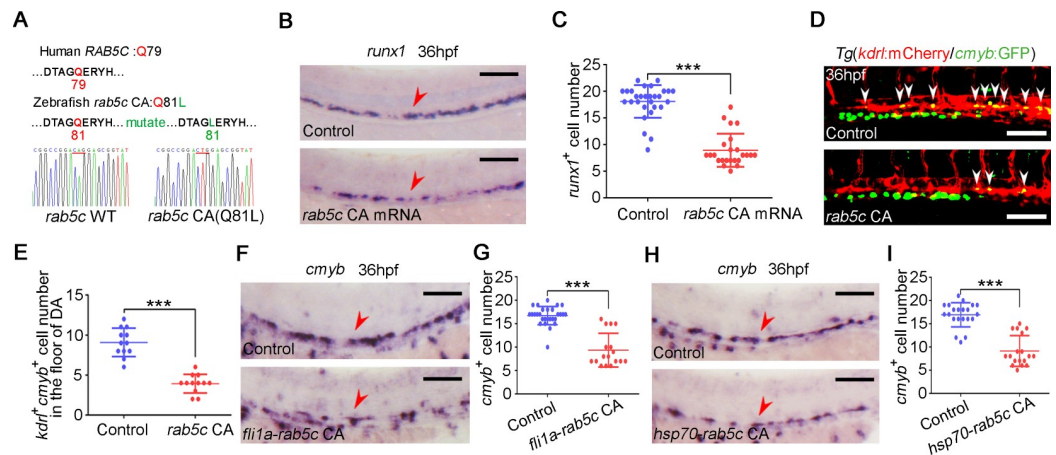 A
Human RAB5C :Q79
...DTAGQERYH...
79
Zebrafish rab5c CA:Q81L
...DTAGQERYH... mutate ...DTAGLERYH...
81 81
CGGCCGGACAGGAGCGGTAT CGGCCGGACTGGAGCGGTAT
rab5c WT rab5c CA(Q81L)
B
runx1 36hpf
Control
rab5c CA mRNA
C
runx1+ cell number
25
20
15
10
5
0
***
Control rab5c CA mRNA
D
Tg(kdrl:mCherry/cmyb:GFP)
36hpf
Control
rab5c CA
E
kdrl+ cmyb+ cell number
in the floor of DA
15
10
5
0
***
Control rab5c CA
F
cmyb 36hpf
Control
fli1a-rab5c CA
G
cmyb+ cell number
25
20
15
10
5
0
***
Control
fli1a-rab5c CA
H
cmyb 36hpf
Control
hsp70-rab5c CA
I
cmyb+ cell number
25
20
15
10
5
0
***
Control
hsp70-rab5c CA